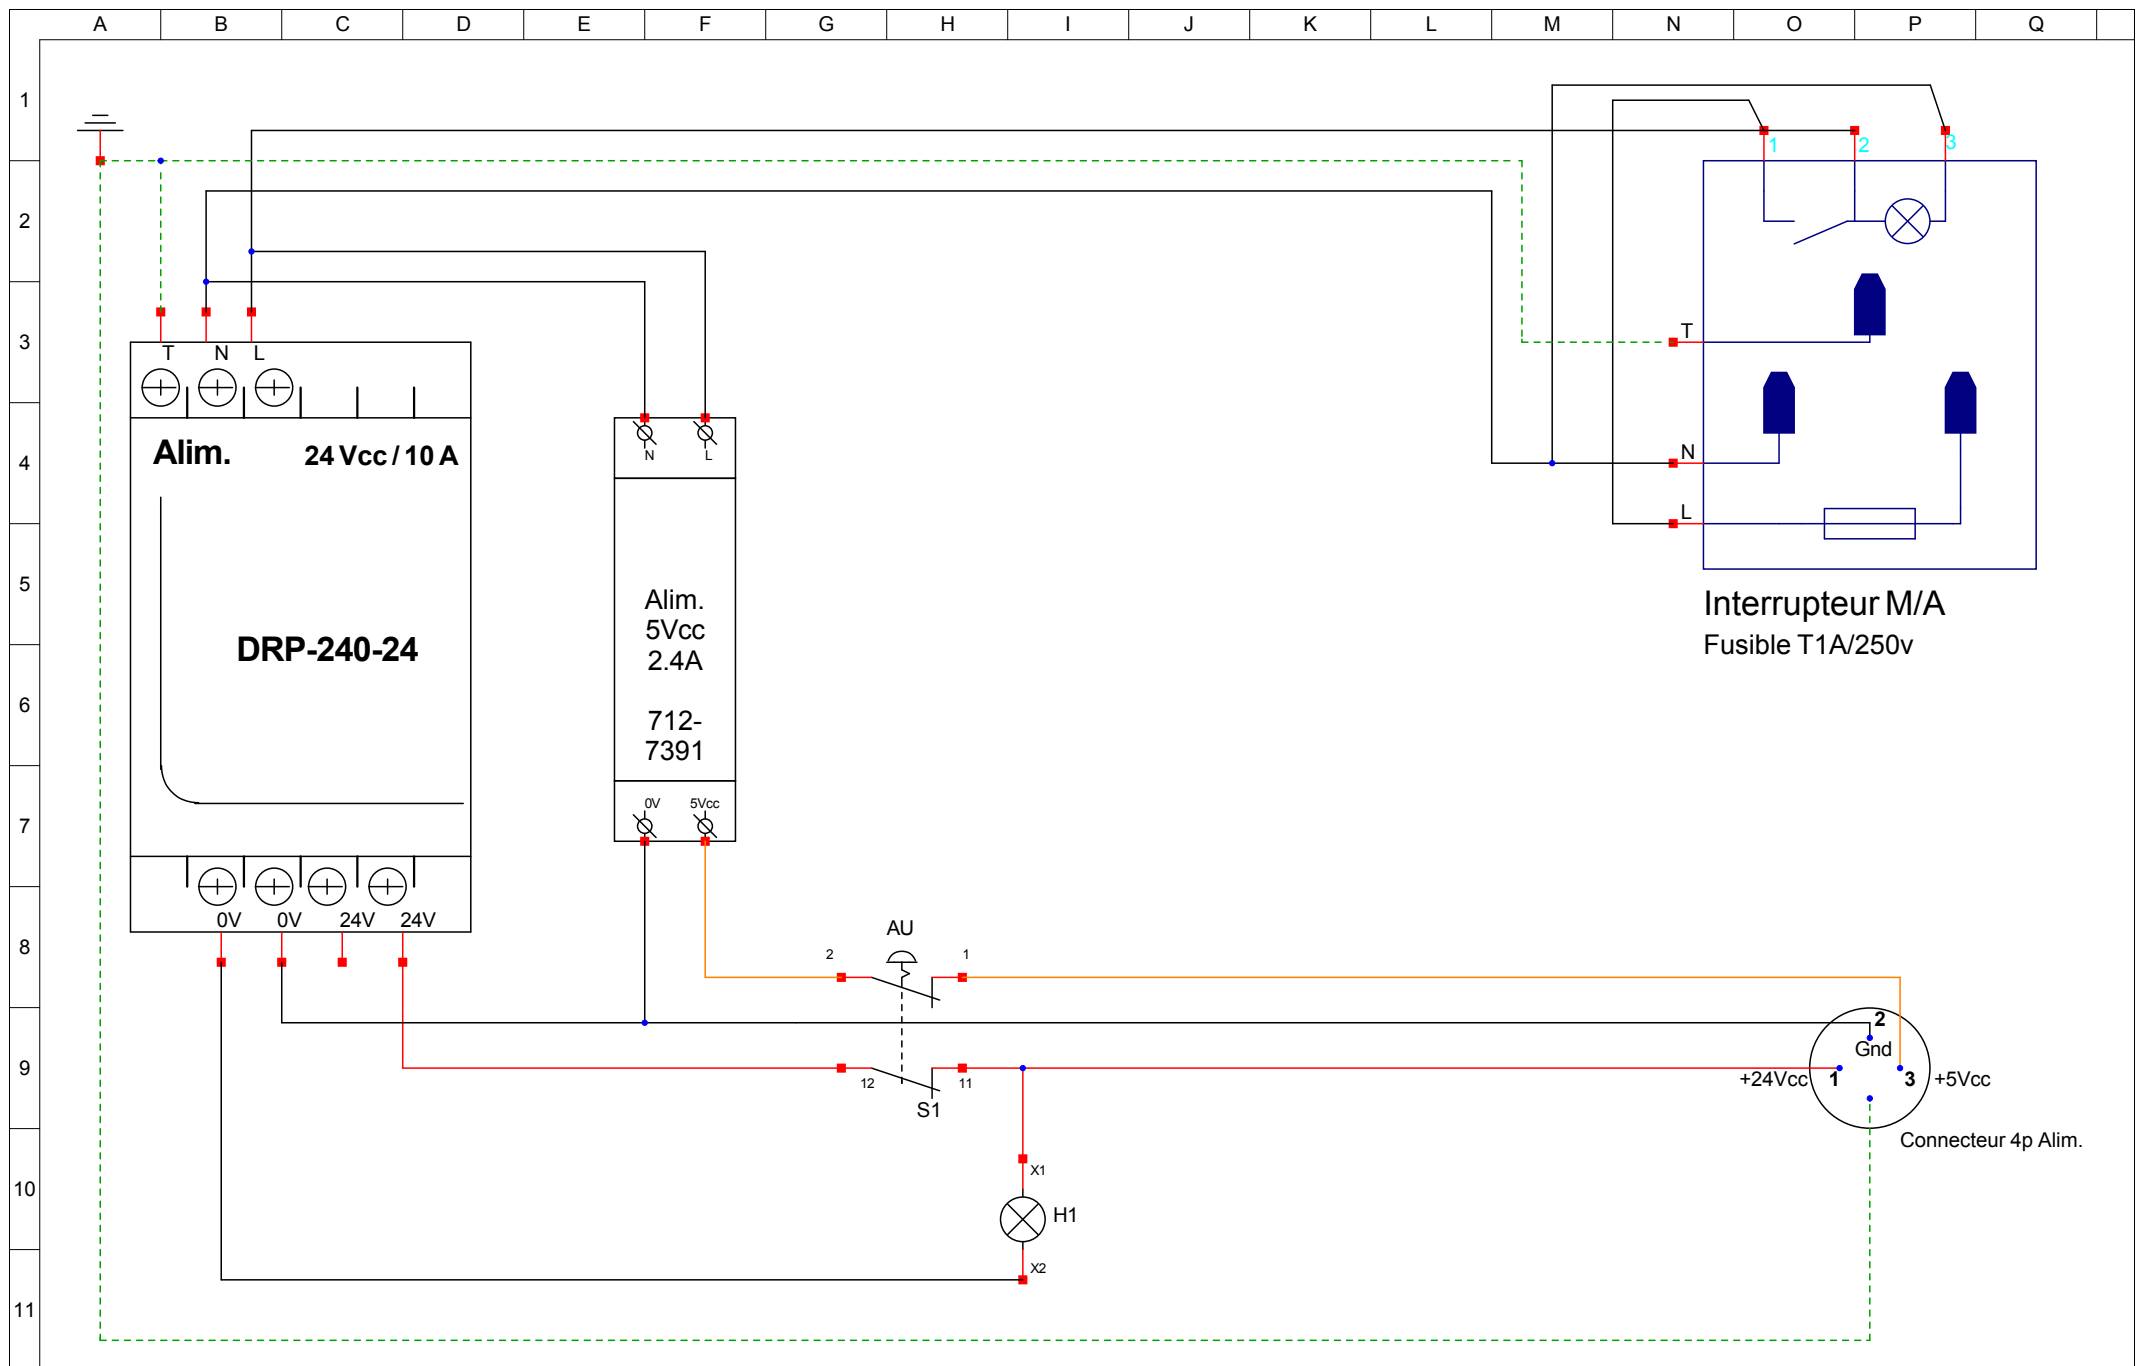 A B C D E F G H I J K L M N O P Q
1
1 2 3
2
3
T N L
T
Alim. 24 Vcc / 10 A
4
N L
N
L
5
Interrupteur M/A
Fusible T1A/250v
Alim.
5Vcc
2.4A
DRP-240-24
6
712-
7391
7
0V 5Vcc
0V 0V 24V 24V
8
AU
2 1
9
2
Gnd
+24Vcc 1 3 +5Vcc
12 11
S1
Connecteur 4p Alim.
10
X1
H1
X2
11